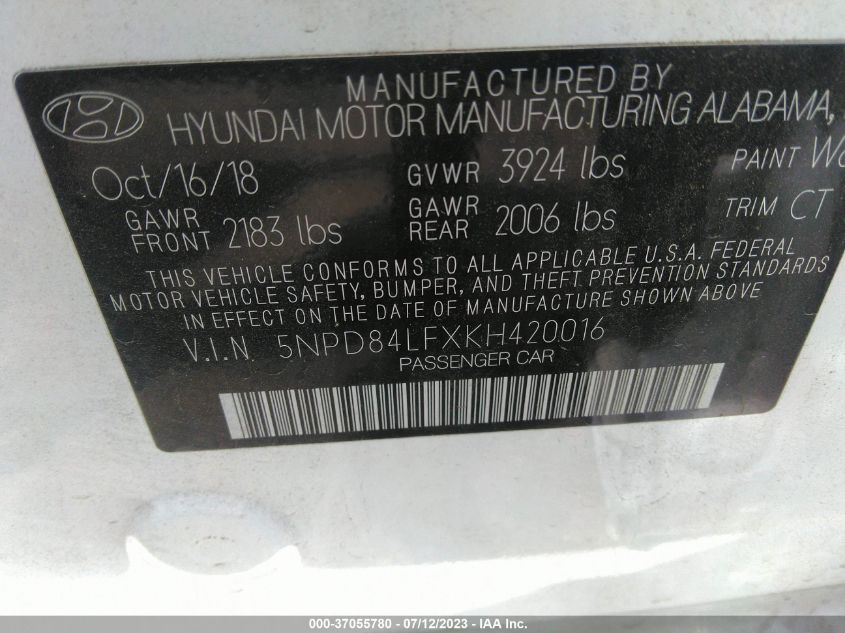 MANUFACTURED BY
HYUNDAI MOTOR MANUFACTURING ALABAMA,
Oct/16/18 GVWR 3924 lbs PAINT
GAWR FRONT 2183 lbs GAWR REAR 2006 lbs TRIM CT
THIS VEHICLE CONFORMS TO ALL APPLICABLE U.S.A. FEDERAL
MOTOR VEHICLE SAFETY, BUMPER, AND THEFT PREVENTION STANDARDS
IN EFFECT ON THE DATE OF MANUFACTURE SHOWN ABOVE
V.I.N 5NPD84LFXKH420016
PASSENGER CAR
000-37055780 - 07/12/2023 - IAA Inc.